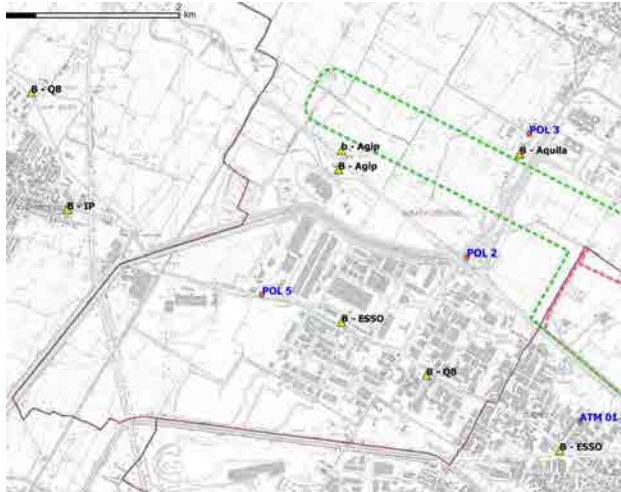 2
km
B - Q8
POL 3
b - Agip
B - Aquila
B - Agip
B - IP
POL 2
POL 5
B - ESSO
B - Q8
ATM 01
B - ESSO